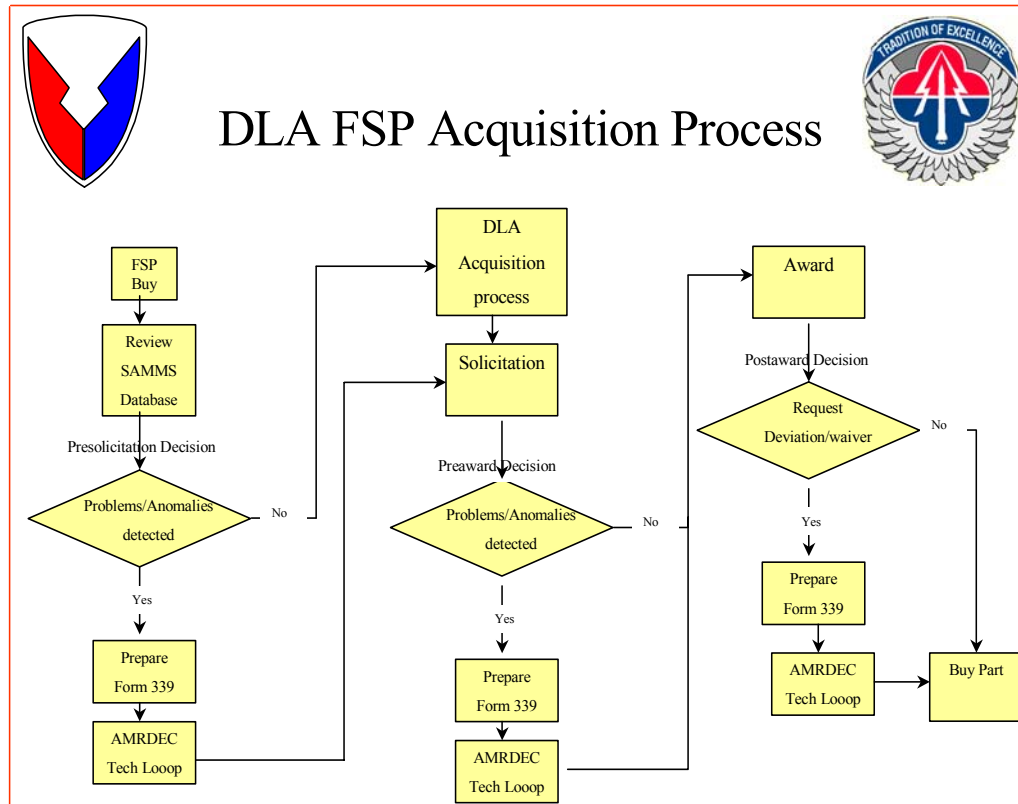 TRADITION OF EXCELLENCE
DLA FSP Acquisition Process
FSP
Buy
Review
SAMMS
Database
Presolicitation Decision
Problems/Anomalies
detected
No
Yes
Prepare
Form 339
AMRDEC
Tech Looop
DLA
Acquisition
process
Solicitation
Preaward Decision
Problems/Anomalies
detected
No
Yes
Prepare
Form 339
AMRDEC
Tech Looop
Award
Postaward Decision
Request
Deviation/waiver
No
Yes
Prepare
Form 339
AMRDEC
Tech Looop
Buy Part